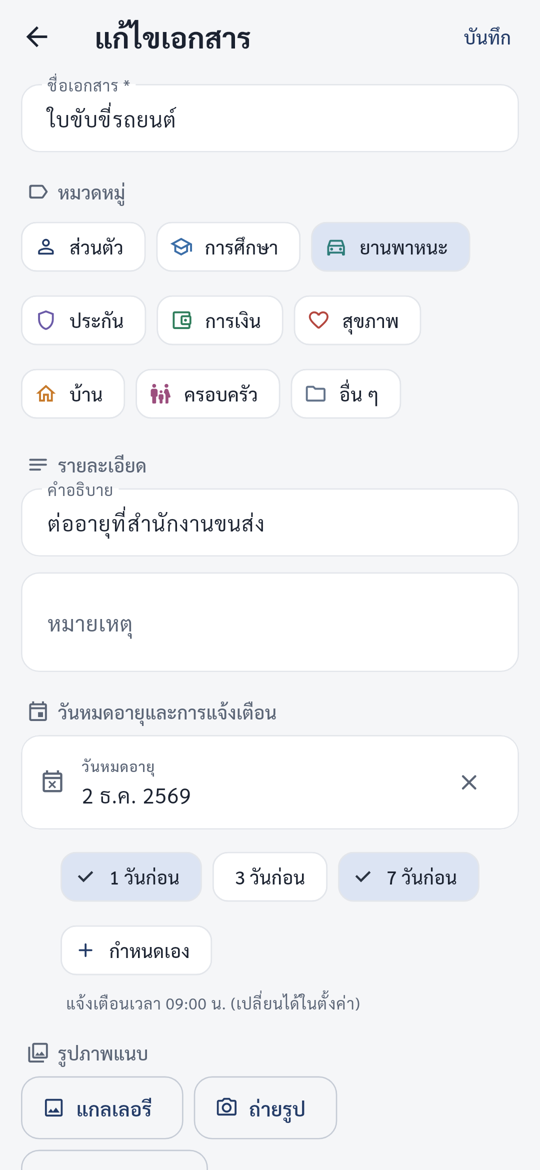 แก้ไขเอกสาร
บันทึก
ชื่อเอกสาร *
ใบขับขี่รถยนต์
หมวดหมู่
ส่วนตัว
การศึกษา
ยานพาหนะ
ประกัน
การเงิน
สุขภาพ
บ้าน
ครอบครัว
อื่น ๆ
รายละเอียด
คำอธิบาย
ต่ออายุที่สำนักงานขนส่ง
หมายเหตุ
วันหมดอายุและการแจ้งเตือน
วันหมดอายุ
2 ธ.ค. 2569
1 วันก่อน
3 วันก่อน
7 วันก่อน
กำหนดเอง
แจ้งเตือนเวลา 09:00 น. (เปลี่ยนได้ในตั้งค่า)
รูปภาพแนบ
แกลเลอรี
ถ่ายรูป